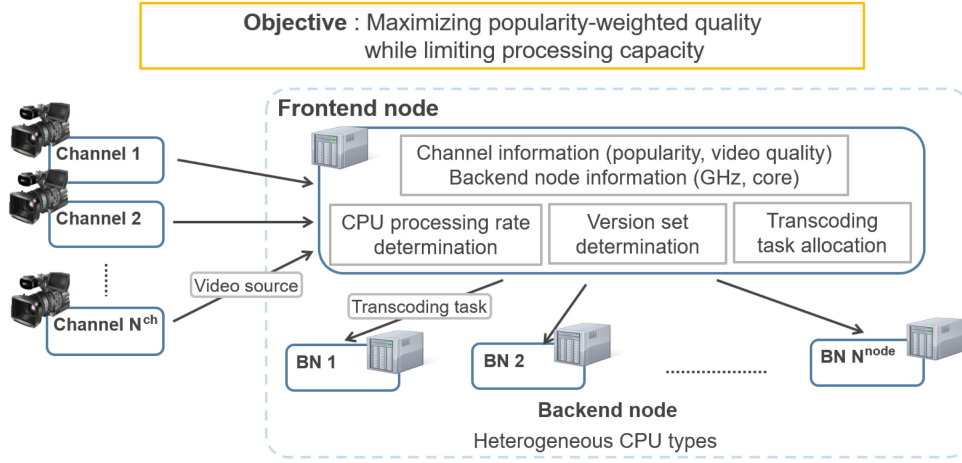 Objective : Maximizing popularity-weighted quality
while limiting processing capacity
Frontend node
Channel 1
Channel 2
Channel N^ch
Video source
Channel information (popularity, video quality)
Backend node information (GHz, core)
CPU processing rate
determination
Version set
determination
Transcoding
task allocation
Transcoding task
BN 1
BN 2
BN N^node
Backend node
Heterogeneous CPU types